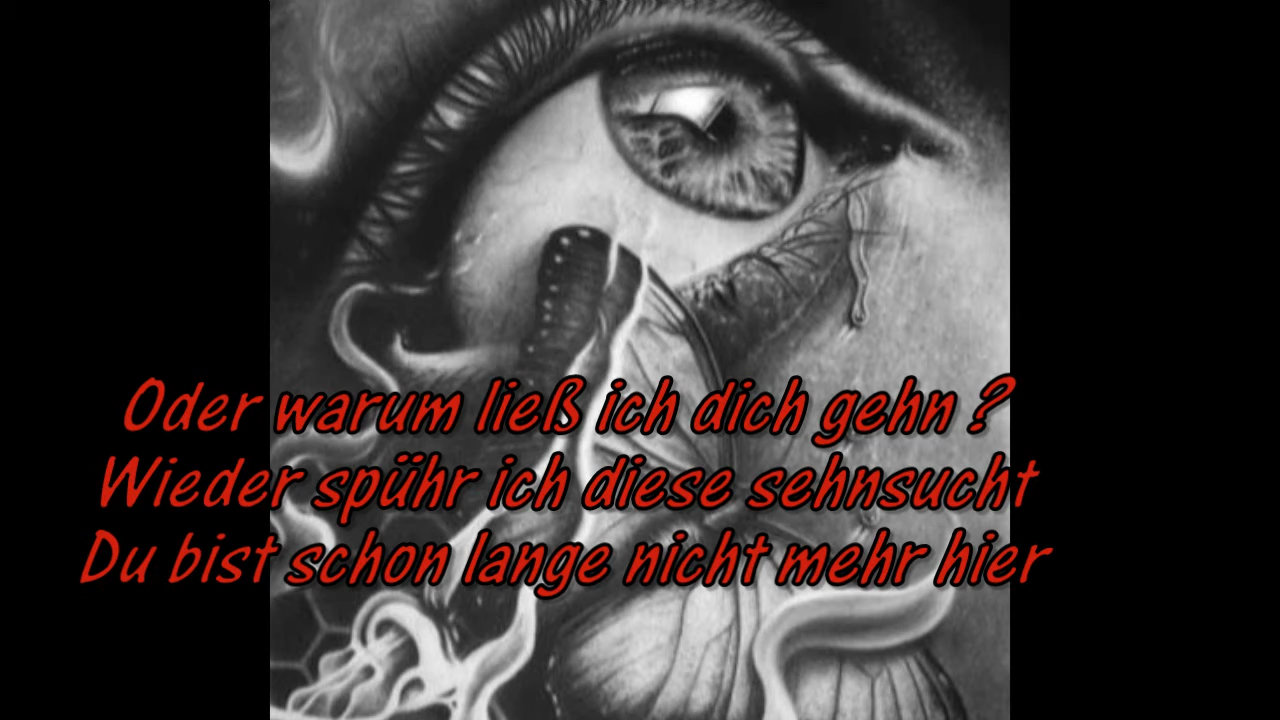 Oder warum ließ ich dich gehn ?
Wieder spühr ich diese sehnsucht
Du bist schon lange nicht mehr hier